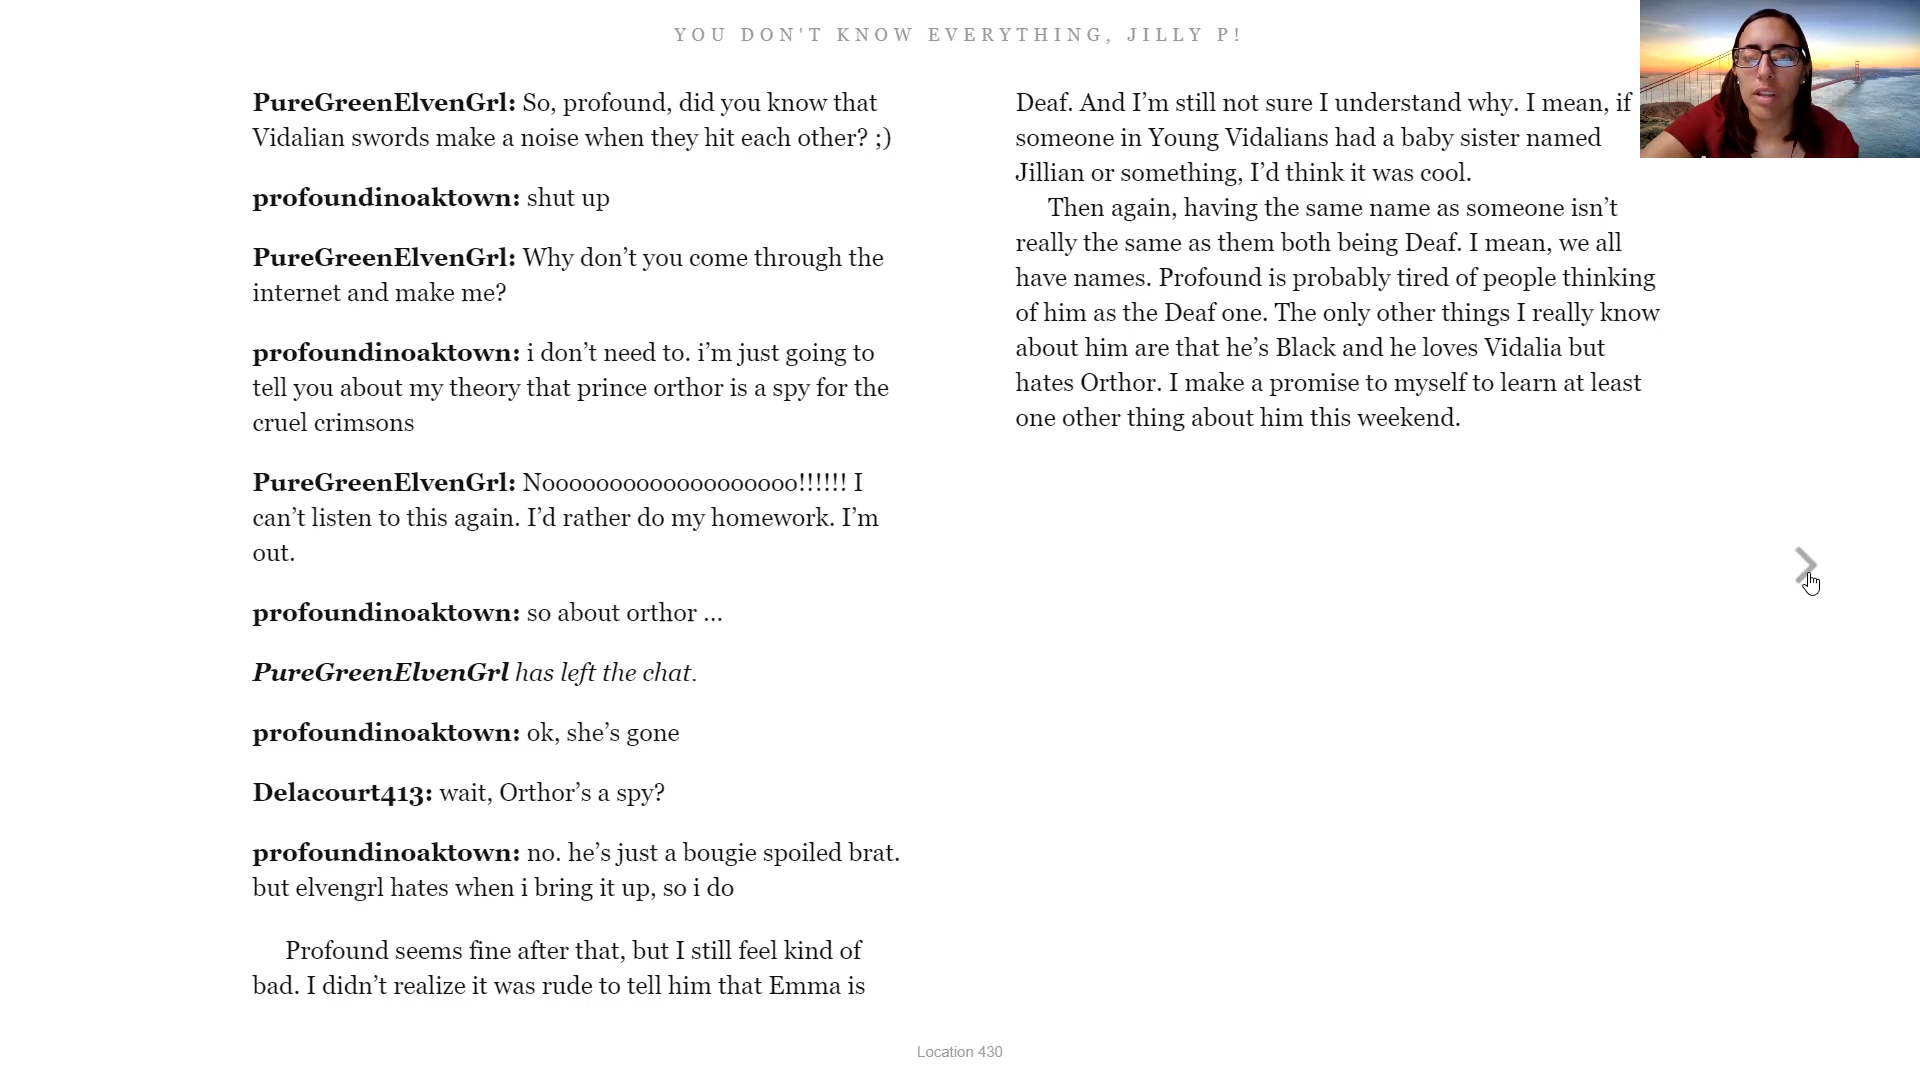 YOU DON'T KNOW EVERYTHING, JILLY P!
PureGreenElvenGrl: So, profound, did you know that
Vidalian swords make a noise when they hit each other? ;)
profoundinoaktown: shut up
PureGreenElvenGrl: Why don’t you come through the
internet and make me?
profoundinoaktown: i don’t need to. i’m just going to
tell you about my theory that prince orthor is a spy for the
cruel crimsons
PureGreenElvenGrl: Nooooooooooooooooooo!!!!!! I
can’t listen to this again. I’d rather do my homework. I’m
out.
profoundinoaktown: so about orthor ...
PureGreenElvenGrl has left the chat.
profoundinoaktown: ok, she’s gone
Delacourt413: wait, Orthor’s a spy?
profoundinoaktown: no. he’s just a bougie spoiled brat.
but elvengrl hates when i bring it up, so i do
Profound seems fine after that, but I still feel kind of
bad. I didn’t realize it was rude to tell him that Emma is
Deaf. And I’m still not sure I understand why. I mean, if
someone in Young Vidalians had a baby sister named
Jillian or something, I’d think it was cool.
Then again, having the same name as someone isn’t
really the same as them both being Deaf. I mean, we all
have names. Profound is probably tired of people thinking
of him as the Deaf one. The only other things I really know
about him are that he’s Black and he loves Vidalia but
hates Orthor. I make a promise to myself to learn at least
one other thing about him this weekend.
Location 430